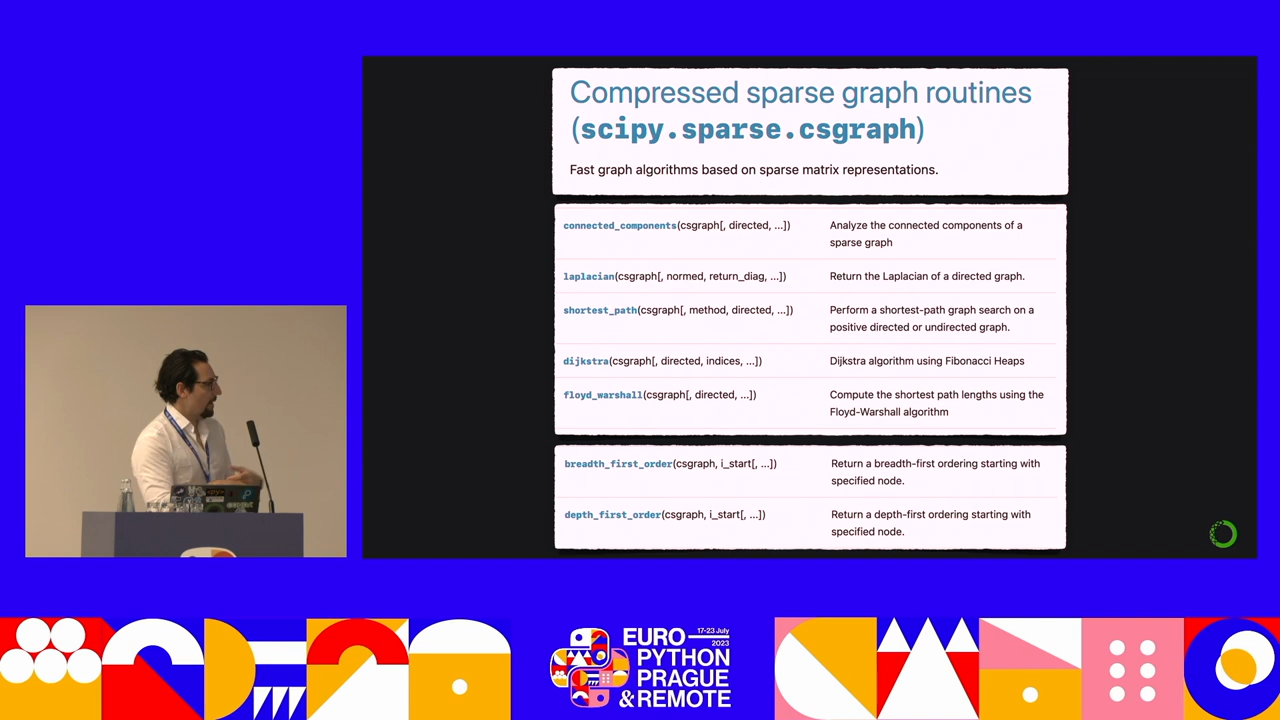 Compressed sparse graph routines
(scipy.sparse.csgraph)
Fast graph algorithms based on sparse matrix representations.
connected_components(csgraph[, directed, ...])
Analyze the connected components of a
sparse graph
laplacian(csgraph[, normed, return_diag, ...])
Return the Laplacian of a directed graph.
shortest_path(csgraph[, method, directed, ...])
Perform a shortest-path graph search on a
positive directed or undirected graph.
dijkstra(csgraph[, directed, indices, ...])
Dijkstra algorithm using Fibonacci Heaps
floyd_warshall(csgraph[, directed, ...])
Compute the shortest path lengths using the
Floyd-Warshall algorithm
breadth_first_order(csgraph, i_start[, ...])
Return a breadth-first ordering starting with
specified node.
depth_first_order(csgraph, i_start[, ...])
Return a depth-first ordering starting with
specified node.
EURO
17-23 July
2023
PYTHON
PRAGUE
& REMOTE